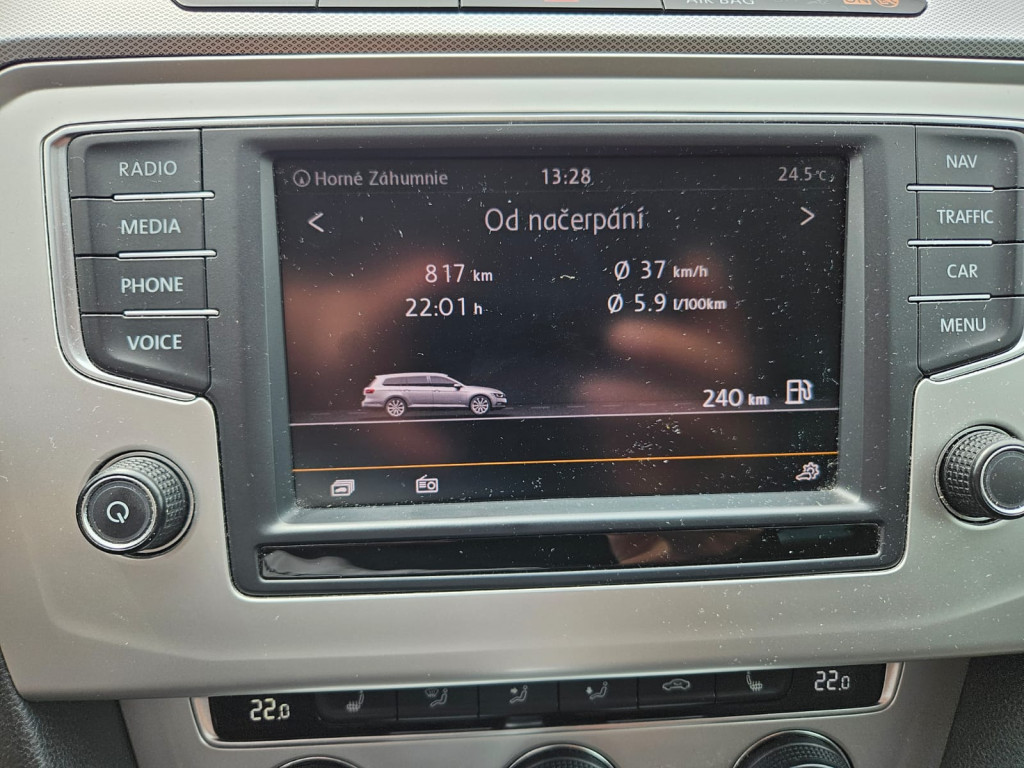 AIR BAG
RADIO
MEDIA
PHONE
VOICE
Horné Záhumnie 13:28 24.5 °C
< Od načerpání >
817 km Ø 37 km/h
22:01 h Ø 5.9 l/100km
240 km
NAV
TRAFFIC
CAR
MENU
22.0 22.0